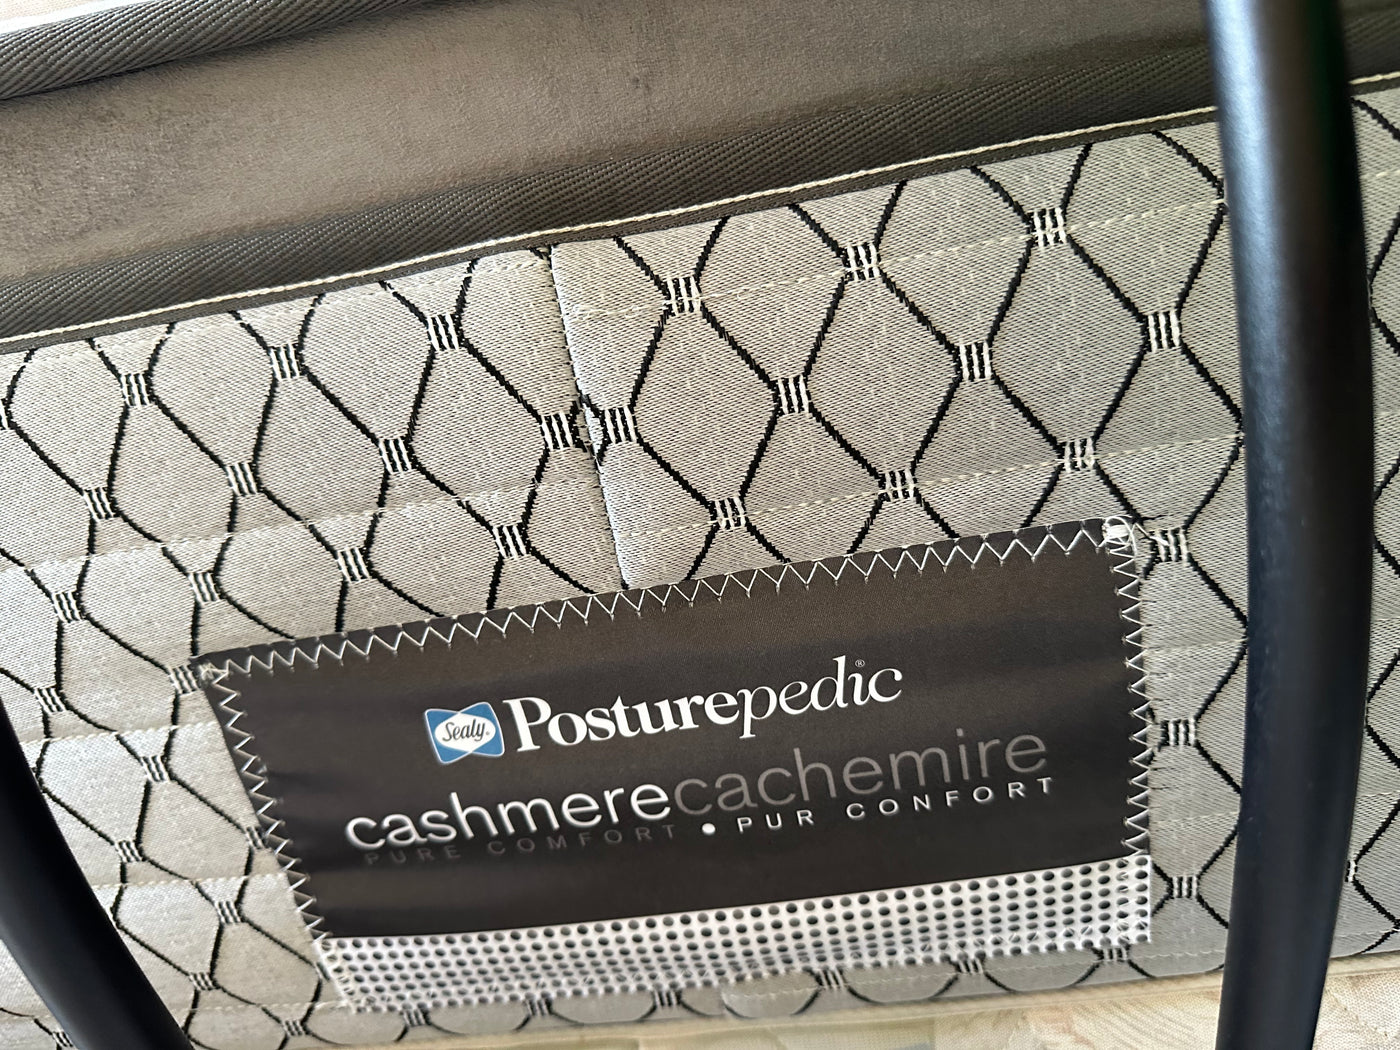 Sealy® Posturepedic®
cashmerecachemire
PURE COMFORT • PUR CONFORT